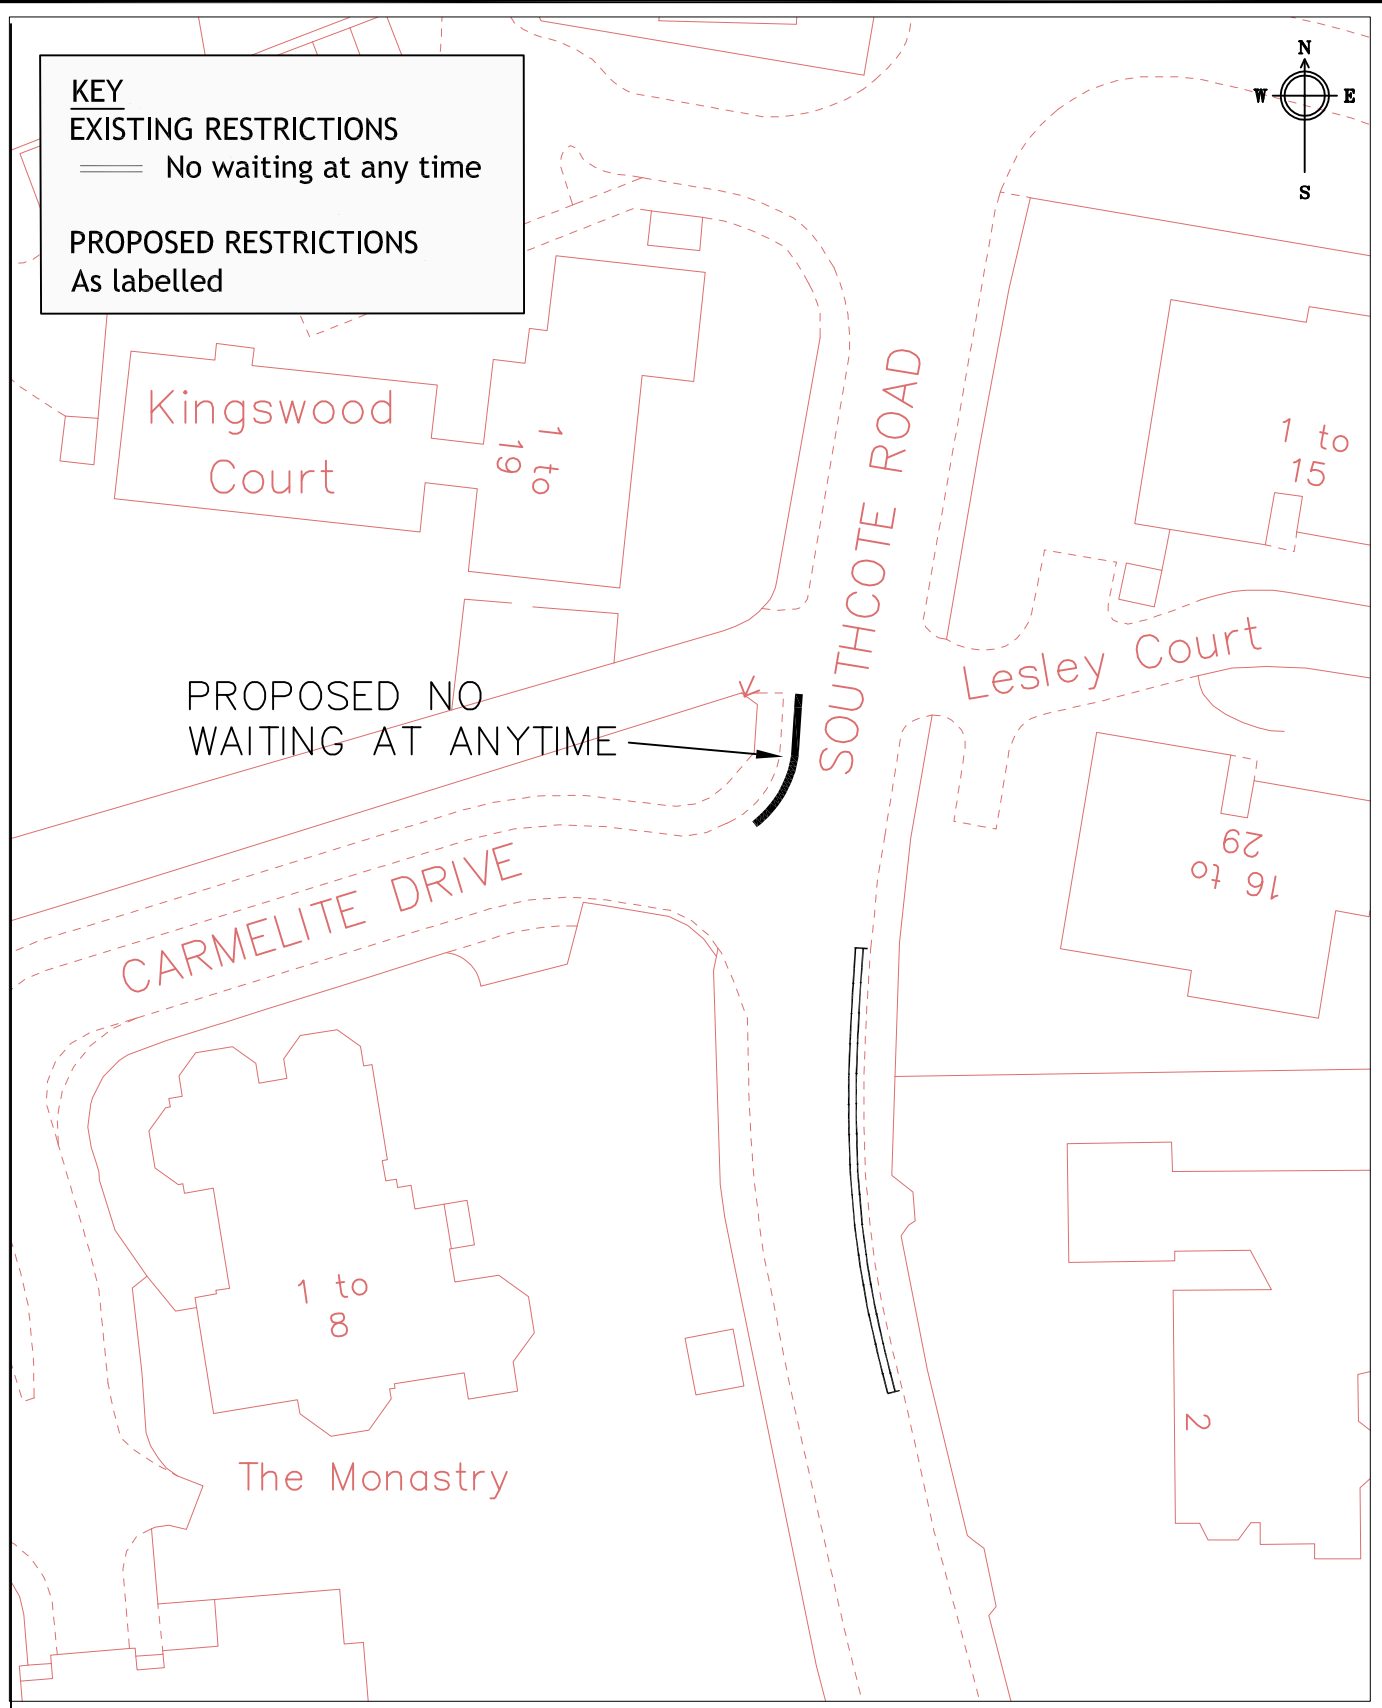 KEY
EXISTING RESTRICTIONS
No waiting at any time
PROPOSED RESTRICTIONS
As labelled
N
W E
S
Kingswood
Court
1 to
19
SOUTHCOTE ROAD
1 to
15
Lesley Court
PROPOSED NO
WAITING AT ANYTIME
CARMELITE DRIVE
16 to
29
1 to
8
2
The Monastry